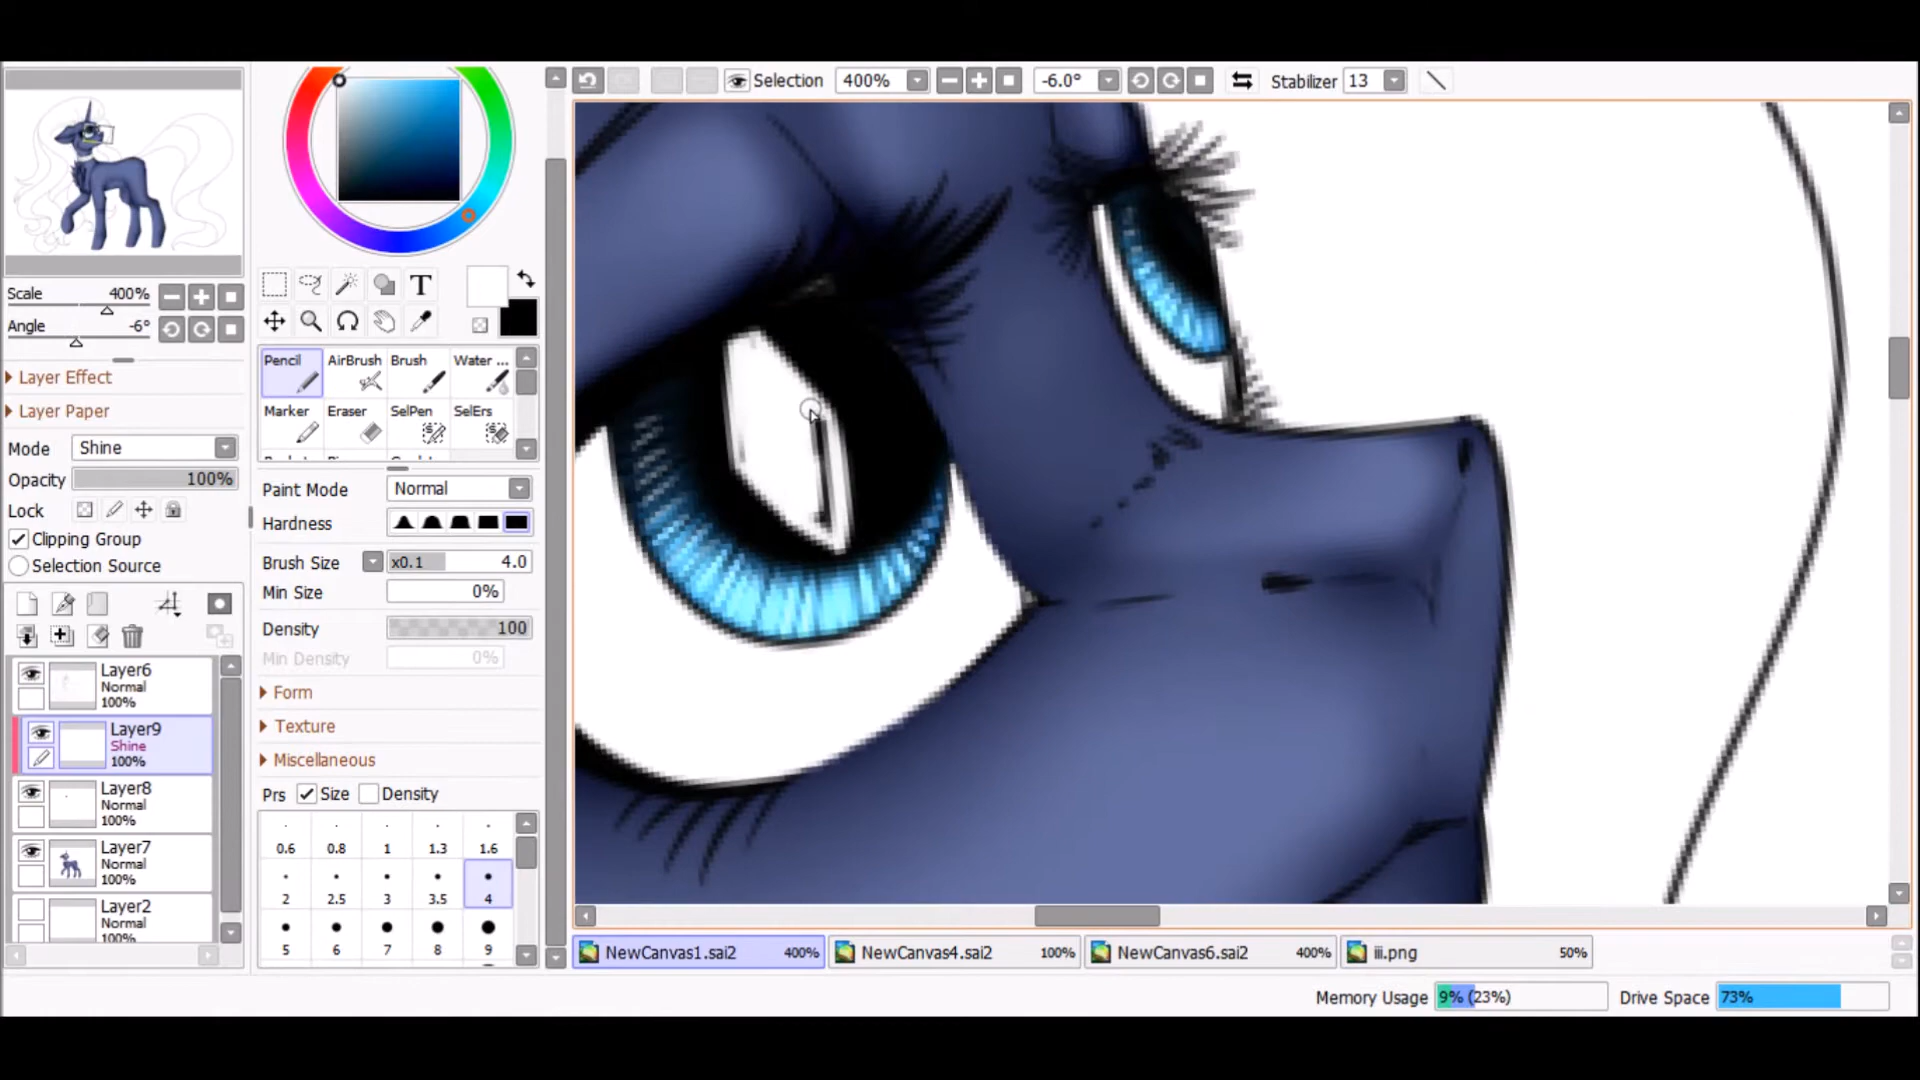 Selection 400% -6.0° Stabilizer 13
Scale 400%
Angle -6°
Layer Effect
Layer Paper
Mode Shine
Opacity 100%
Lock
Clipping Group
Selection Source
Layer6
Normal
100%
Layer9
Shine
100%
Layer8
Normal
100%
Layer7
Normal
100%
Layer2
Normal
100%
T
Pencil AirBrush Brush Water ...
Marker Eraser SelPen SelErs
Paint Mode Normal
Hardness
Brush Size x0.1 4.0
Min Size 0%
Density 100
Min Density 0%
Form
Texture
Miscellaneous
Prs Size Density
0.6 0.8 1 1.3 1.6
2 2.5 3 3.5 4
5 6 7 8 9
NewCanvas1.sai2 400% NewCanvas4.sai2 100% NewCanvas6.sai2 400% iii.png 50%
Memory Usage 9% (23%) Drive Space 73%